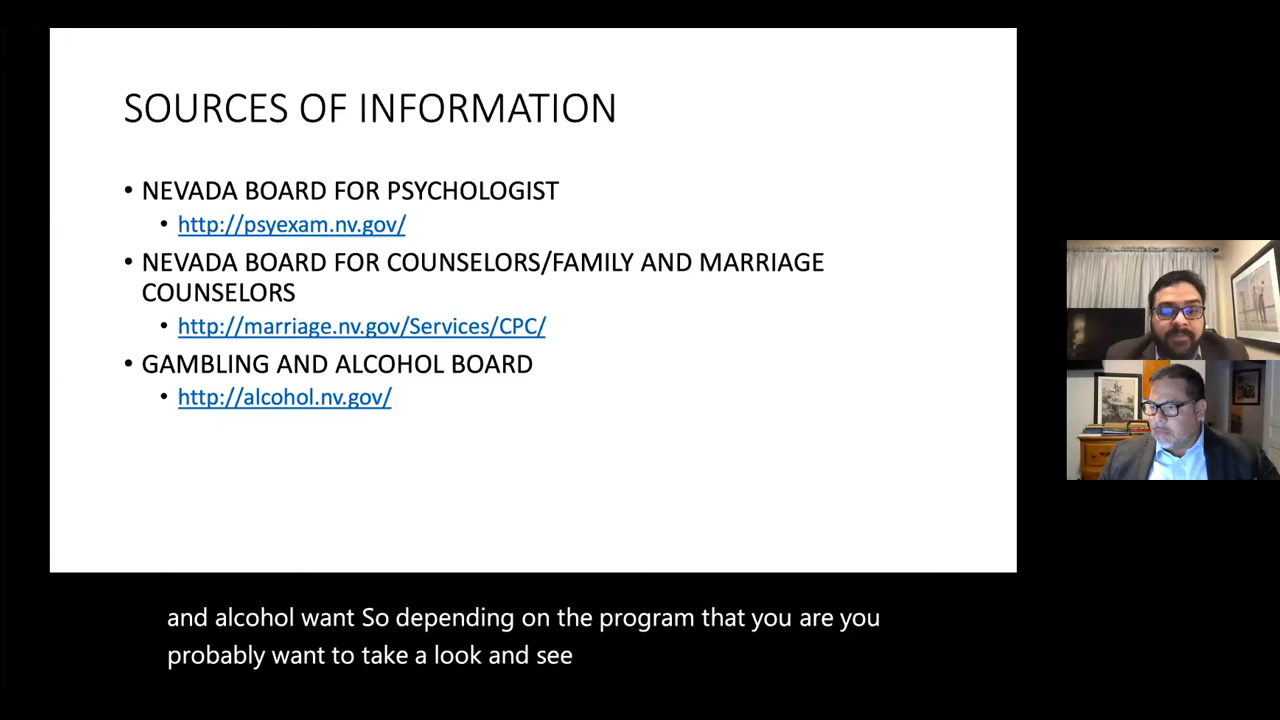 SOURCES OF INFORMATION
• NEVADA BOARD FOR PSYCHOLOGIST
• http://psyexam.nv.gov/
• NEVADA BOARD FOR COUNSELORS/FAMILY AND MARRIAGE
COUNSELORS
• http://marriage.nv.gov/Services/CPC/
• GAMBLING AND ALCOHOL BOARD
• http://alcohol.nv.gov/
and alcohol want So depending on the program that you are you
probably want to take a look and see